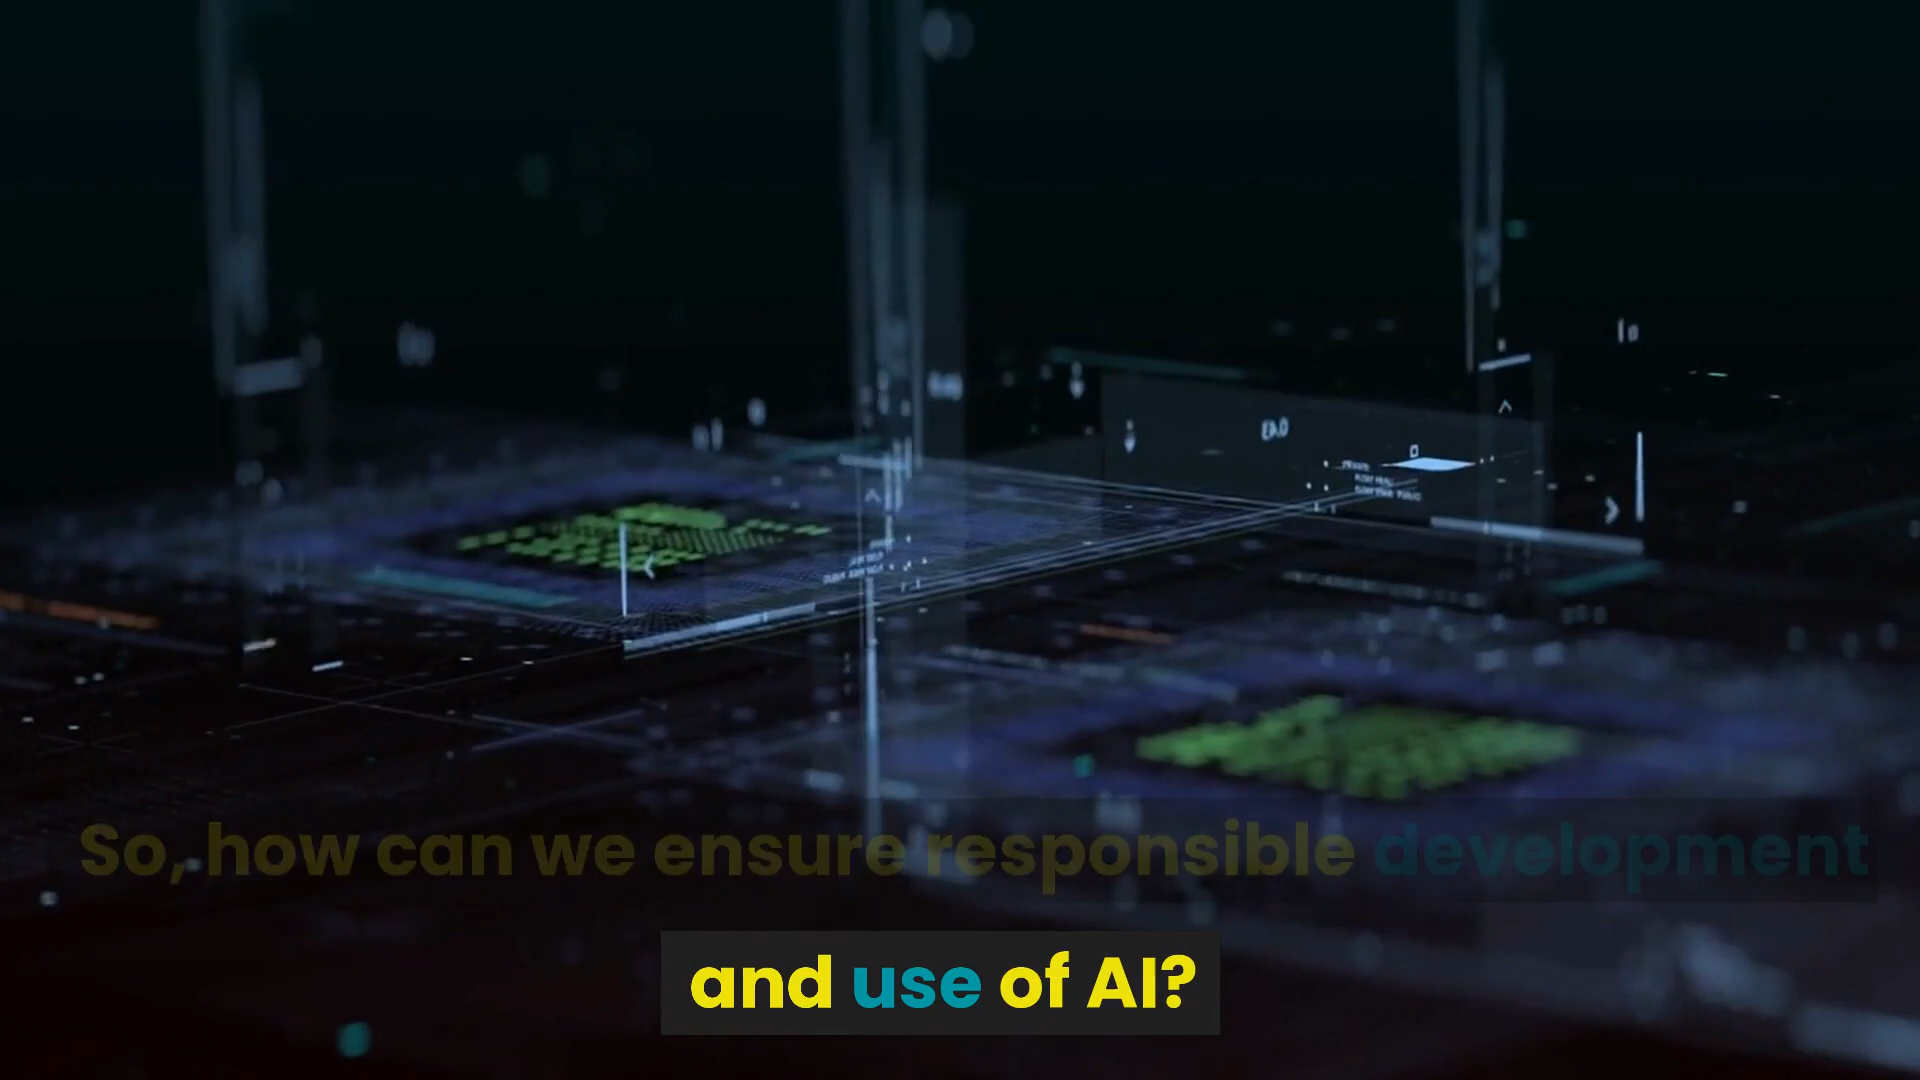 So, how can we ensure responsible development
and use of AI?